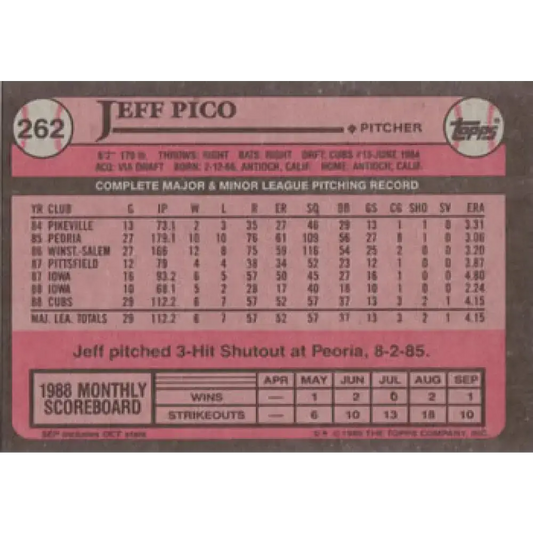 262
JEFF PICO
PITCHER
Topps
6'2" 170 lb. THROWS: RIGHT BATS: RIGHT DRFT: CUBS #13-JUNE, 1984
ACQ: VIA DRAFT BORN: 2-12-66, ANTIOCH, CALIF. HOME: ANTIOCH, CALIF.
COMPLETE MAJOR & MINOR LEAGUE PITCHING RECORD
YR CLUB G IP W L R ER SO BB GS CG SHO SV ERA
84 PIKEVILLE 13 73.1 2 3 35 27 46 29 13 1 1 0 3.31
85 PEORIA 27 179.1 10 10 76 61 109 56 27 8 1 0 3.06
86 WINST.-SALEM 27 166 12 8 75 59 116 54 25 2 0 0 3.20
87 PITTSFIELD 12 7 2 38 34 52 23 12 1 0 3.87
87 IOWA 16 93.2 6 5 57 50 45 27 16 1 0 0 4.80
88 IOWA 10 68.1 5 2 28 17 40 18 10 1 0 0 2.24
88 CUBS 29 112.2 6 7 57 52 57 37 13 3 2 1 4.15
MAJ. LEA. TOTALS 29 112.2 6 7 57 52 57 37 13 3 2 1 4.15
Jeff pitched 3-Hit Shutout at Peoria, 8-2-85.
1988 MONTHLY SCOREBOARD
APR MAY JUN JUL AUG SEP
WINS — 1 2 0 2 1
STRIKEOUTS — 6 10 13 18 10
SEP includes OCT stats
© 1989 THE TOPPS COMPANY, INC.